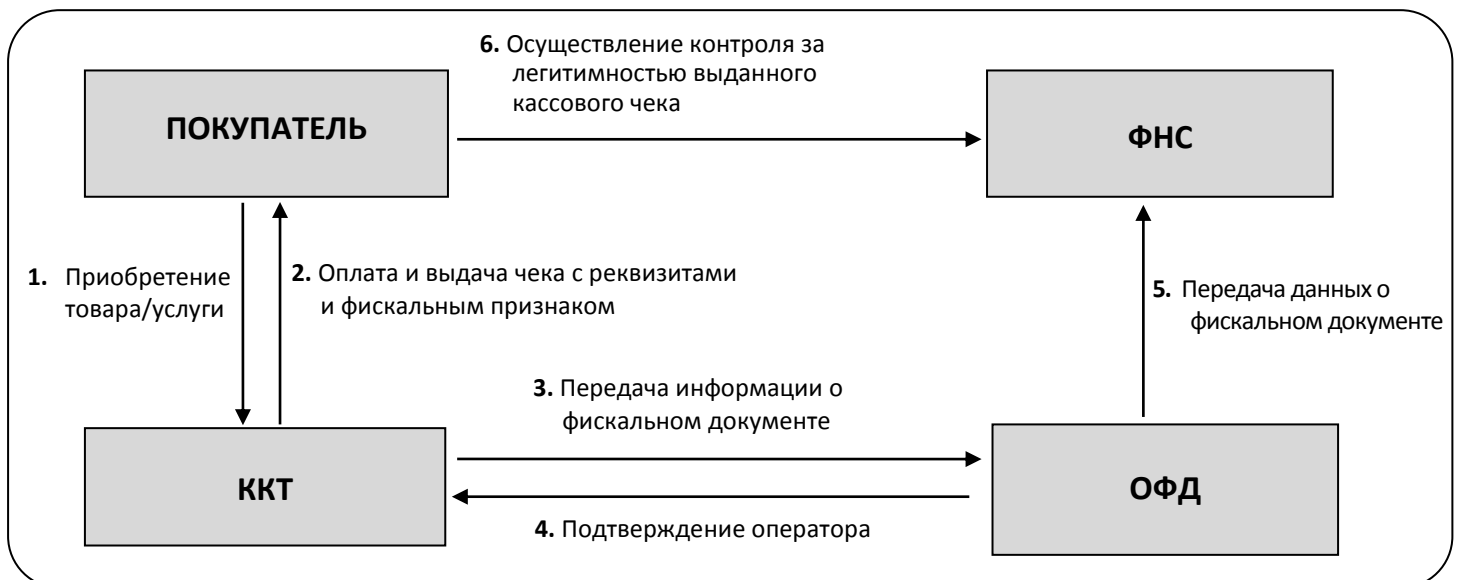 6. Осуществление контроля за
легитимностью выданного
кассового чека
ПОКУПАТЕЛЬ
ФНС
1. Приобретение
товара/услуги
2. Оплата и выдача чека с реквизитами
и фискальным признаком
5. Передача данных о
фискальном документе
3. Передача информации о
фискальном документе
ККТ
ОФД
4. Подтверждение оператора